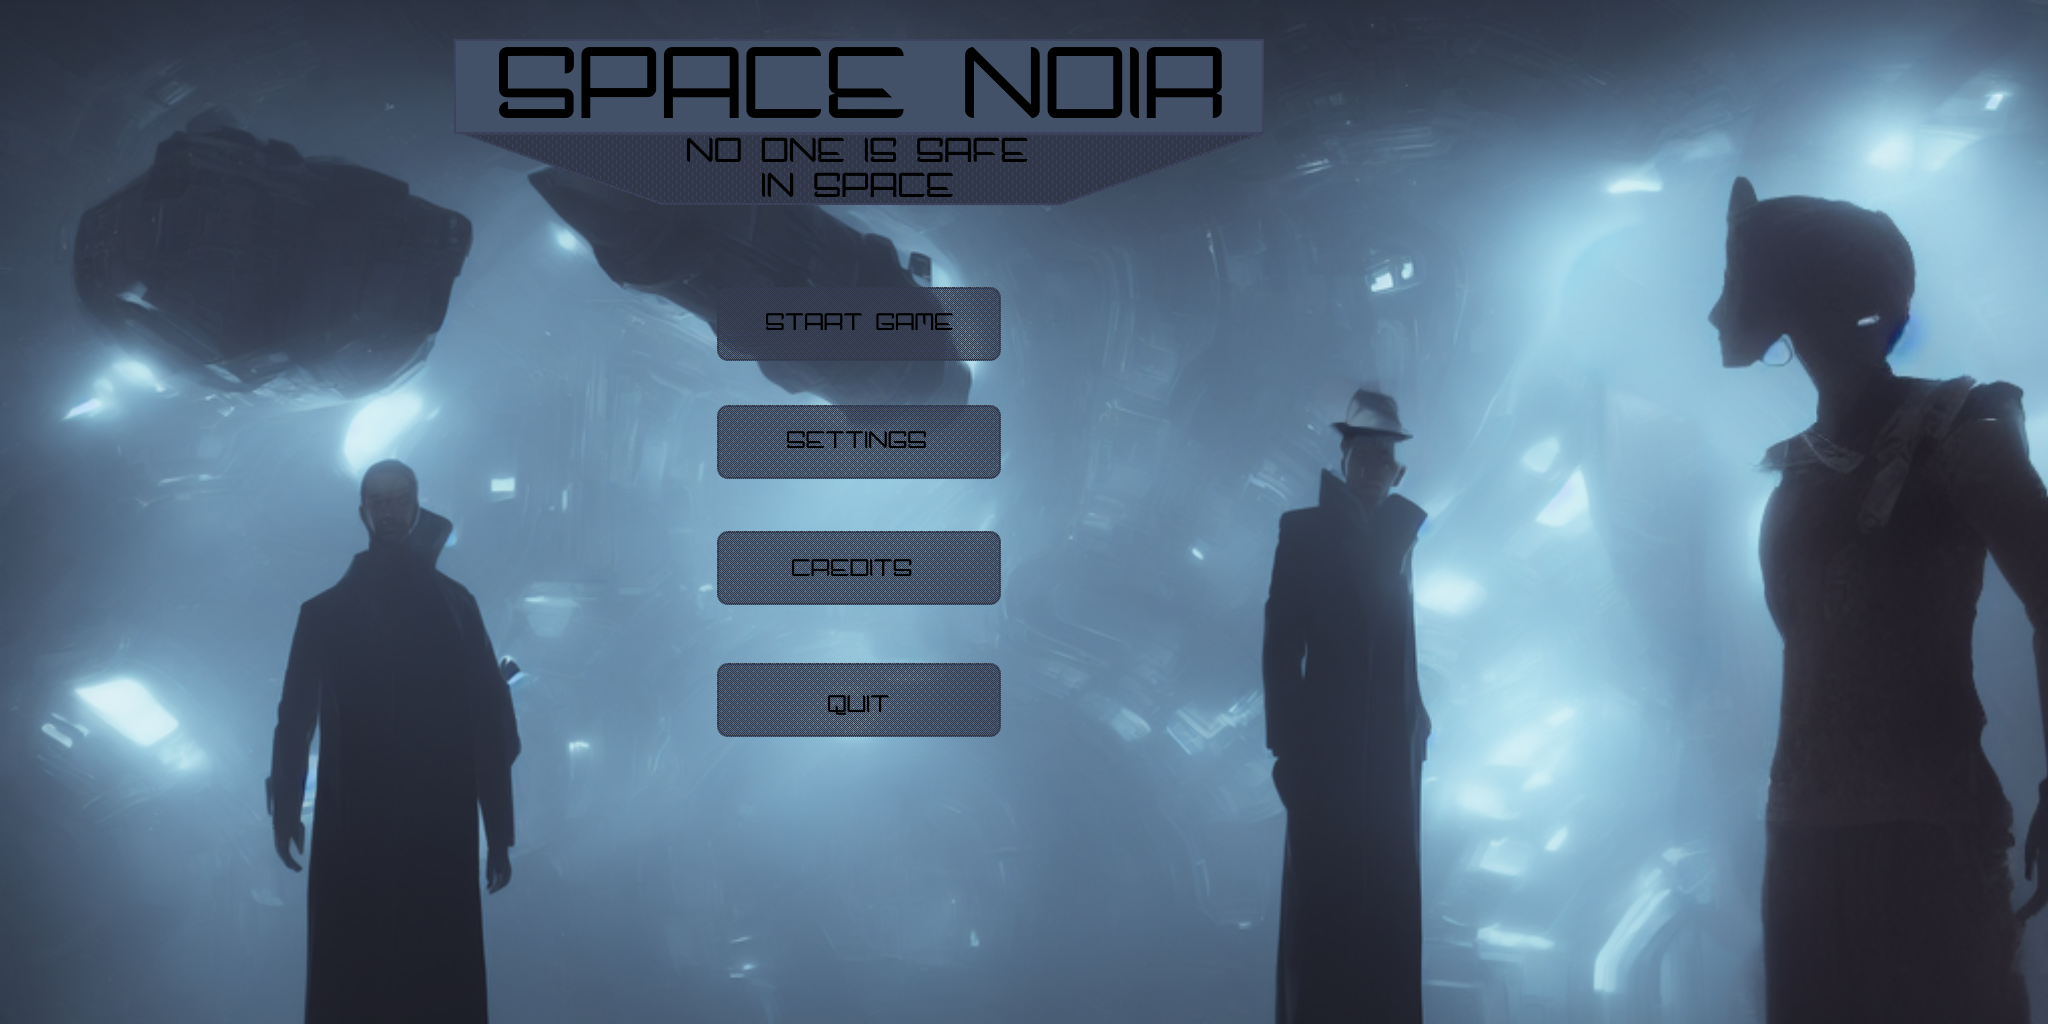 SPACE NOIR
NO ONE IS SAFE
IN SPACE
START GAME
SETTINGS
CREDITS
QUIT